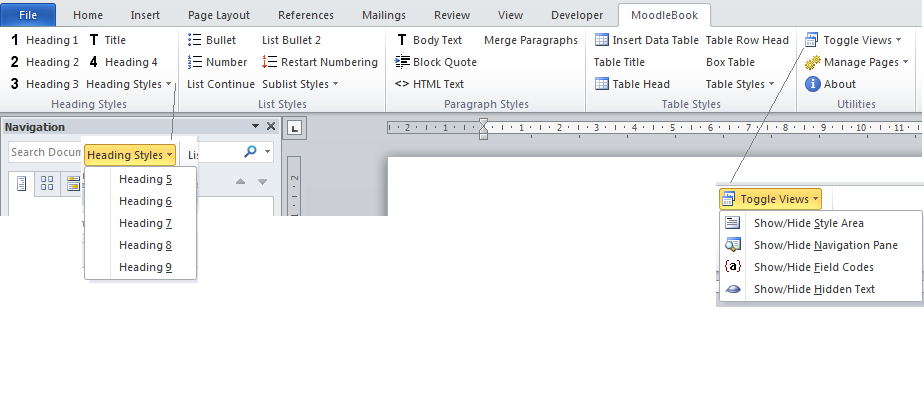 File Home Insert Page Layout References Mailings Review View Developer MoodleBook
1 Heading 1 T Title Bullet List Bullet 2 T Body Text Merge Paragraphs Insert Data Table Table Row Head Toggle Views
2 Heading 2 4 Heading 4 Number Restart Numbering Block Quote Table Title Box Table Manage Pages
3 Heading 3 Heading Styles List Continue Sublist Styles <> HTML Text Table Head Table Styles About
Heading Styles List Styles Paragraph Styles Table Styles Utilities
Navigation
L
2 1 1 2 3 4 5 6 7 8 9 10 11
Search Docum
Heading Styles Lis
2
Heading 5
Heading 6
Heading 7
Heading 8
Heading 9
Toggle Views
Show/Hide Style Area
Show/Hide Navigation Pane
{a} Show/Hide Field Codes
Show/Hide Hidden Text